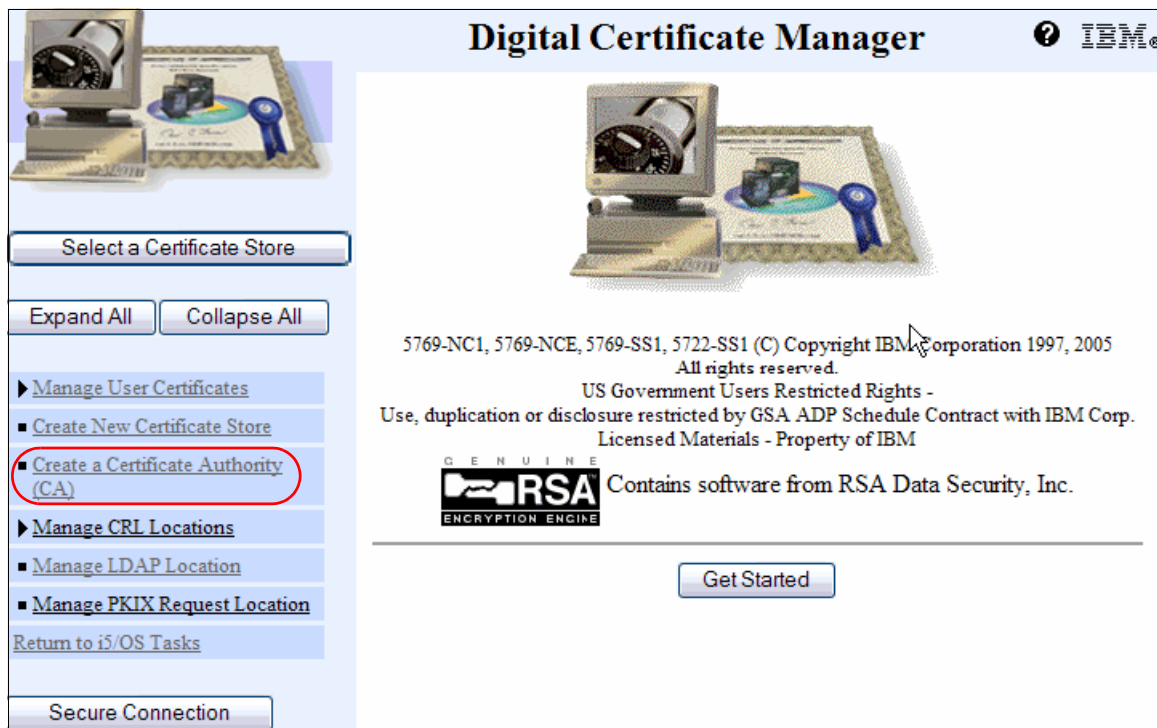 Digital Certificate Manager
? IBM®
Select a Certificate Store
Expand All
Collapse All
Manage User Certificates
Create New Certificate Store
Create a Certificate Authority
(CA)
Manage CRL Locations
Manage LDAP Location
Manage PKIX Request Location
Return to i5/OS Tasks
Secure Connection
5769-NC1, 5769-NCE, 5769-SS1, 5722-SS1 (C) Copyright IBM Corporation 1997, 2005
All rights reserved.
US Government Users Restricted Rights -
Use, duplication or disclosure restricted by GSA ADP Schedule Contract with IBM Corp.
Licensed Materials - Property of IBM
GENUINE
RSA
ENCRYPTION ENGINE
Contains software from RSA Data Security, Inc.
Get Started